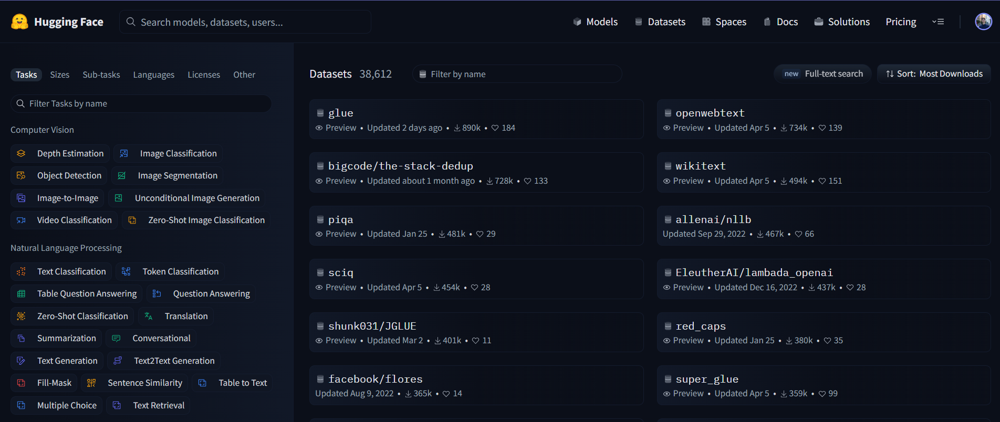 Hugging Face
Search models, datasets, users...
Models
Datasets
Spaces
Docs
Solutions
Pricing
Tasks
Sizes
Sub-tasks
Languages
Licenses
Other
Filter Tasks by name
Computer Vision
Depth Estimation
Image Classification
Object Detection
Image Segmentation
Image-to-Image
Unconditional Image Generation
Video Classification
Zero-Shot Image Classification
Natural Language Processing
Text Classification
Token Classification
Table Question Answering
Question Answering
Zero-Shot Classification
Translation
Summarization
Conversational
Text Generation
Text2Text Generation
Fill-Mask
Sentence Similarity
Table to Text
Multiple Choice
Text Retrieval
Datasets 38,612
Filter by name
new Full-text search
Sort: Most Downloads
glue
Preview • Updated 2 days ago • 890k • 184
openwebtext
Preview • Updated Apr 5 • 734k • 139
bigcode/the-stack-dedup
Preview • Updated about 1 month ago • 728k • 133
wikitext
Preview • Updated Apr 5 • 494k • 151
piqa
Preview • Updated Jan 25 • 481k • 29
allenai/nllb
Updated Sep 29, 2022 • 467k • 66
sciq
Preview • Updated Apr 5 • 454k • 28
EleutherAI/lambada_openai
Preview • Updated Dec 16, 2022 • 437k • 28
shunk031/JGLUE
Preview • Updated Mar 2 • 401k • 11
red_caps
Preview • Updated Jan 25 • 380k • 35
facebook/flores
Updated Aug 9, 2022 • 365k • 14
super_glue
Preview • Updated Apr 5 • 359k • 99